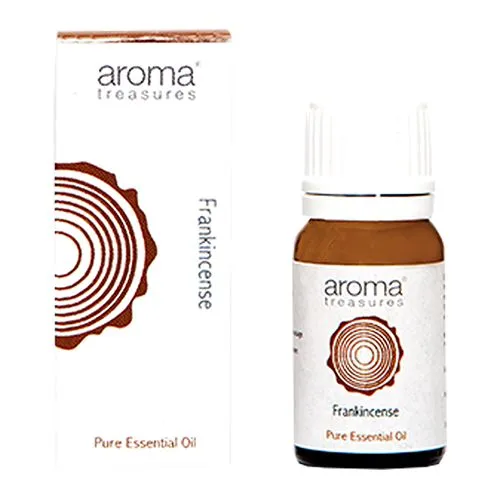 aroma®
treasures
Frankincense
Pure Essential Oil
aroma®
treasures
Frankincense
Pure Essential Oil